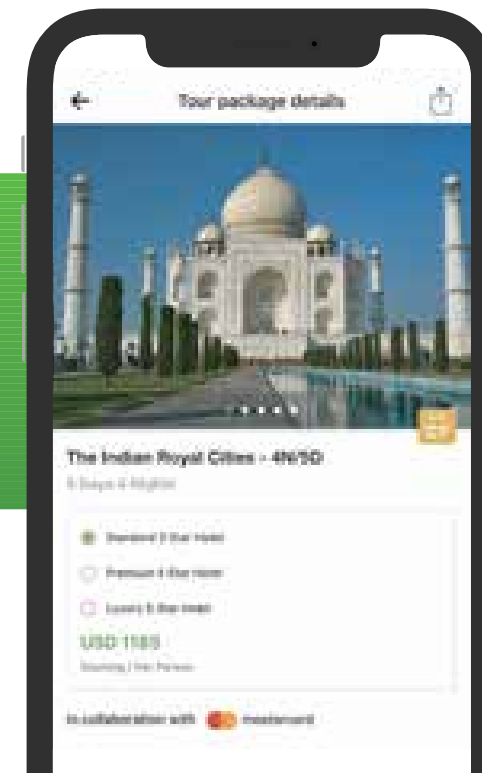 Tour package details
The Indian Royal Cities - 4N/5D
5 Days 4 Nights
Standard 3 Star Hotel
Premium 4 Star Hotel
Luxury 5 Star Hotel
USD 1185
Starting / Per Person
In collaboration with mastercard